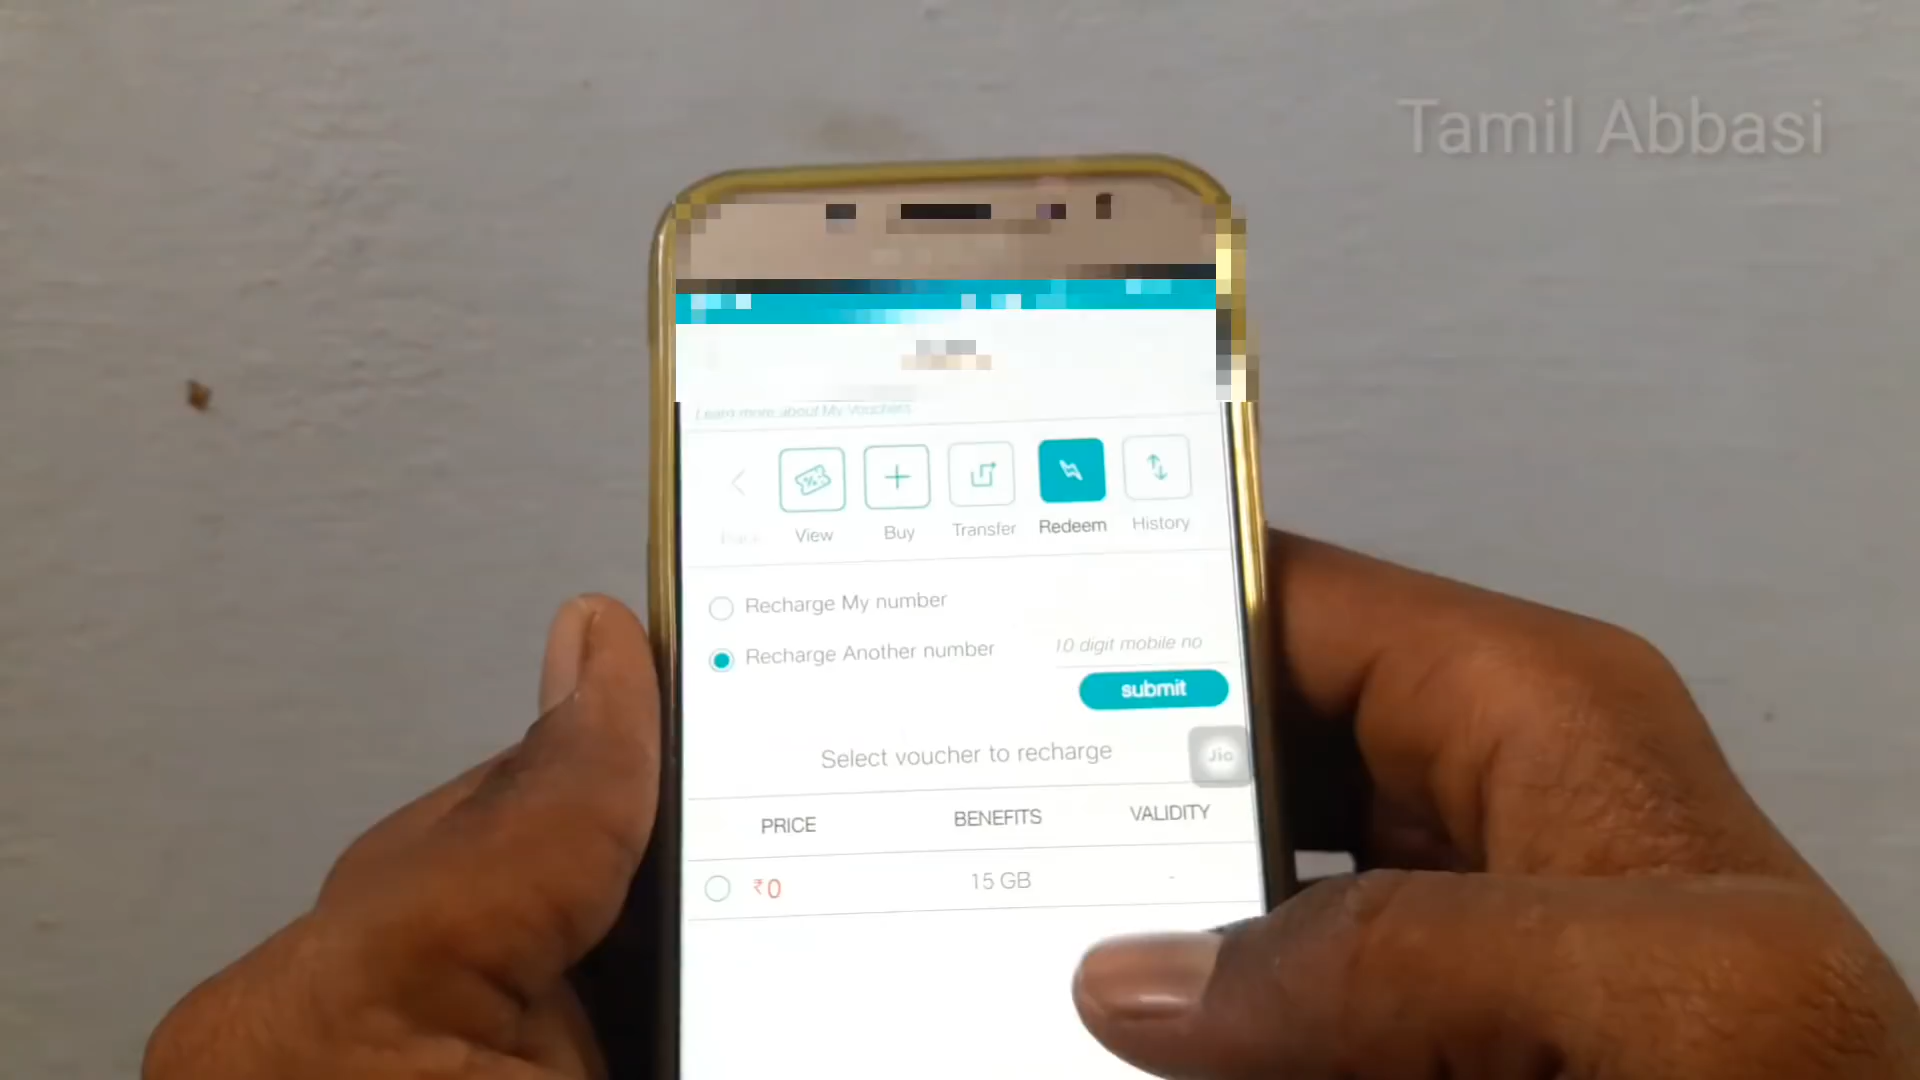 Tamil Abbasi
Learn more about My Vouchers
View Buy Transfer Redeem History
Recharge My number
Recharge Another number 10 digit mobile no
submit
Select voucher to recharge
Jio
PRICE BENEFITS VALIDITY
₹0 15 GB -